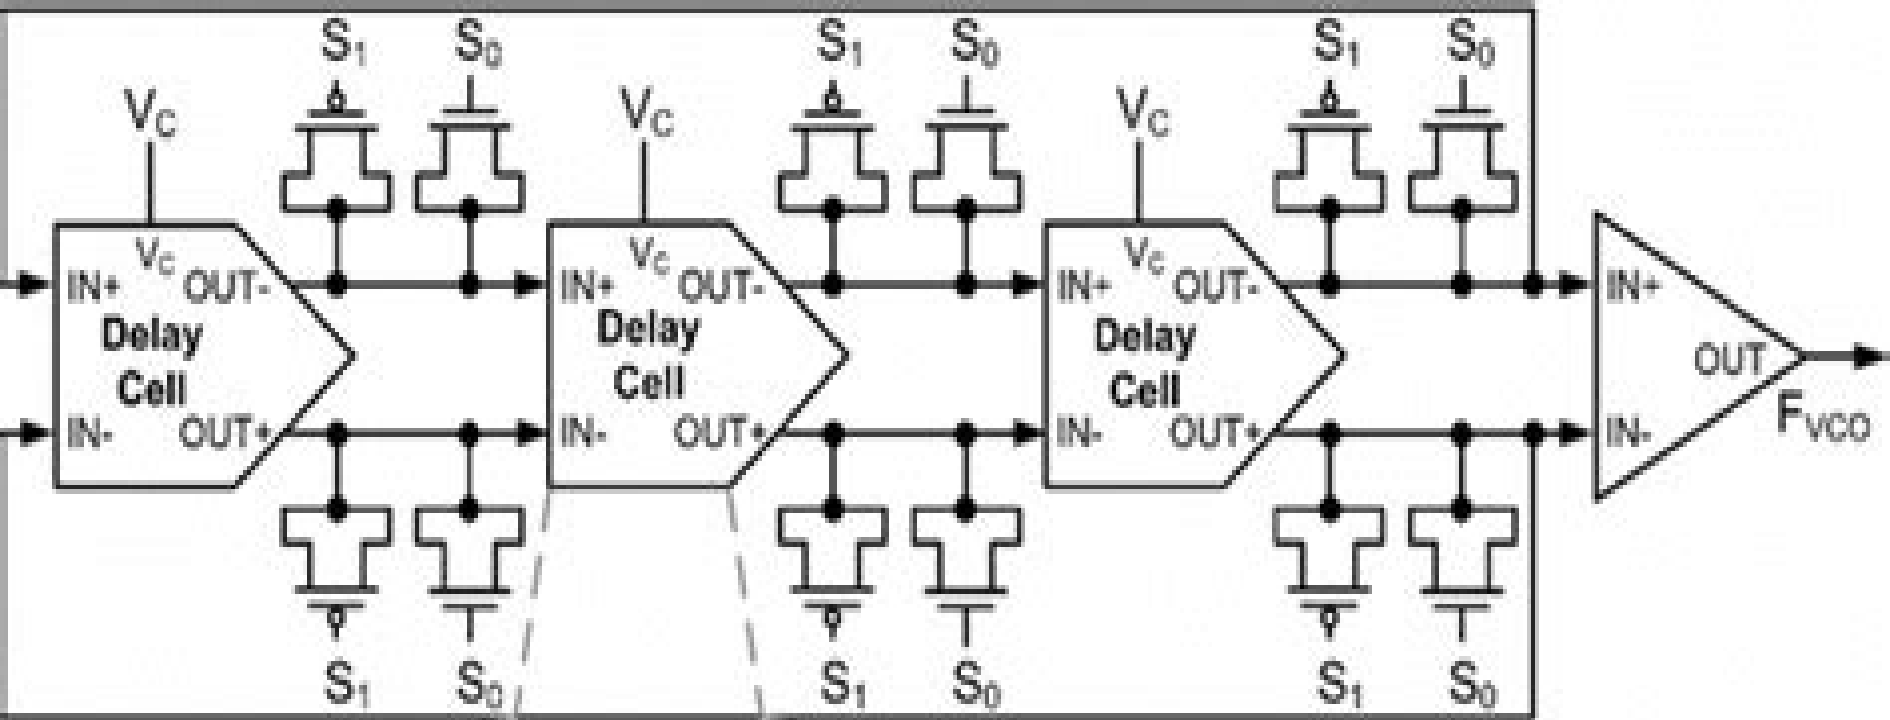 S1 S0 S1 S0 S1 S0
VC VC VC
VC VC VC
IN+ OUT- IN+ OUT- IN+ OUT- IN+
Delay Delay Delay
OUT
Cell Cell Cell
IN- OUT+ IN- OUT+ IN- OUT+ IN-
FVCO
S1 S0 S1 S0 S1 S0